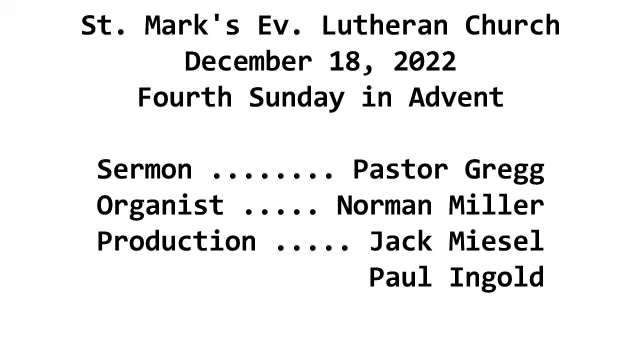 St. Mark's Ev. Lutheran Church
December 18, 2022
Fourth Sunday in Advent
Sermon ........ Pastor Gregg
Organist ..... Norman Miller
Production ..... Jack Miesel
Paul Ingold